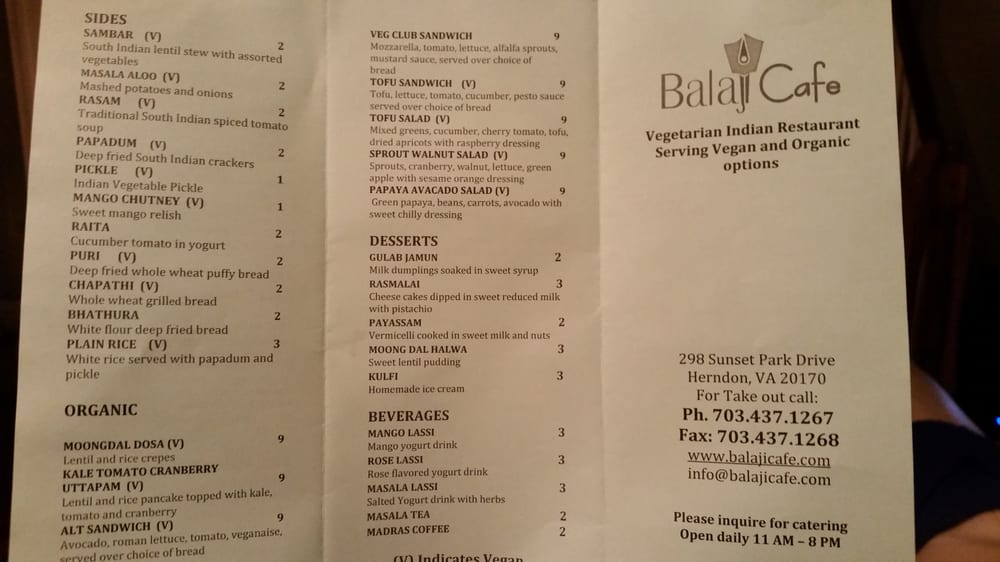 SIDES
SAMBAR (V) 2
South Indian lentil stew with assorted
vegetables
MASALA ALOO (V) 2
Mashed potatoes and onions
RASAM (V) 2
Traditional South Indian spiced tomato
soup
PAPADUM (V) 2
Deep fried South Indian crackers
PICKLE (V) 1
Indian Vegetable Pickle
MANGO CHUTNEY (V) 1
Sweet mango relish
RAITA 2
Cucumber tomato in yogurt
PURI (V) 2
Deep fried whole wheat puffy bread
CHAPATHI (V) 2
Whole wheat grilled bread
BHATHURA 2
White flour deep fried bread
PLAIN RICE (V) 3
White rice served with papadum and
pickle
ORGANIC
MOONGDAL DOSA (V) 9
Lentil and rice crepes
KALE TOMATO CRANBERRY
UTTAPAM (V) 9
Lentil and rice pancake topped with kale,
tomato and cranberry
ALT SANDWICH (V) 9
Avocado, roman lettuce, tomato, veganaise,
served over choice of bread
VEG CLUB SANDWICH 9
Mozzarella, tomato, lettuce, alfalfa sprouts,
mustard sauce, served over choice of
bread
TOFU SANDWICH (V) 9
Tofu, lettuce, tomato, cucumber, pesto sauce
served over choice of bread
TOFU SALAD (V) 9
Mixed greens, cucumber, cherry tomato, tofu,
dried apricots with raspberry dressing
SPROUT WALNUT SALAD (V) 9
Sprouts, cranberry, walnut, lettuce, green
apple with sesame orange dressing
PAPAYA AVACADO SALAD (V) 9
Green papaya, beans, carrots, avocado with
sweet chilly dressing
DESSERTS
GULAB JAMUN 2
Milk dumplings soaked in sweet syrup
RASMALAI 3
Cheese cakes dipped in sweet reduced milk
with pistachio
PAYASSAM 2
Vermicelli cooked in sweet milk and nuts
MOONG DAL HALWA 3
Sweet lentil pudding
KULFI 3
Homemade ice cream
BEVERAGES
MANGO LASSI 3
Mango yogurt drink
ROSE LASSI 3
Rose flavored yogurt drink
MASALA LASSI 3
Salted Yogurt drink with herbs
MASALA TEA 2
MADRAS COFFEE 2
(V) Indicates Vegan
Balaji Cafe
Vegetarian Indian Restaurant
Serving Vegan and Organic
options
298 Sunset Park Drive
Herndon, VA 20170
For Take out call:
Ph. 703.437.1267
Fax: 703.437.1268
www.balajicafe.com
info@balajicafe.com
Please inquire for catering
Open daily 11 AM – 8 PM